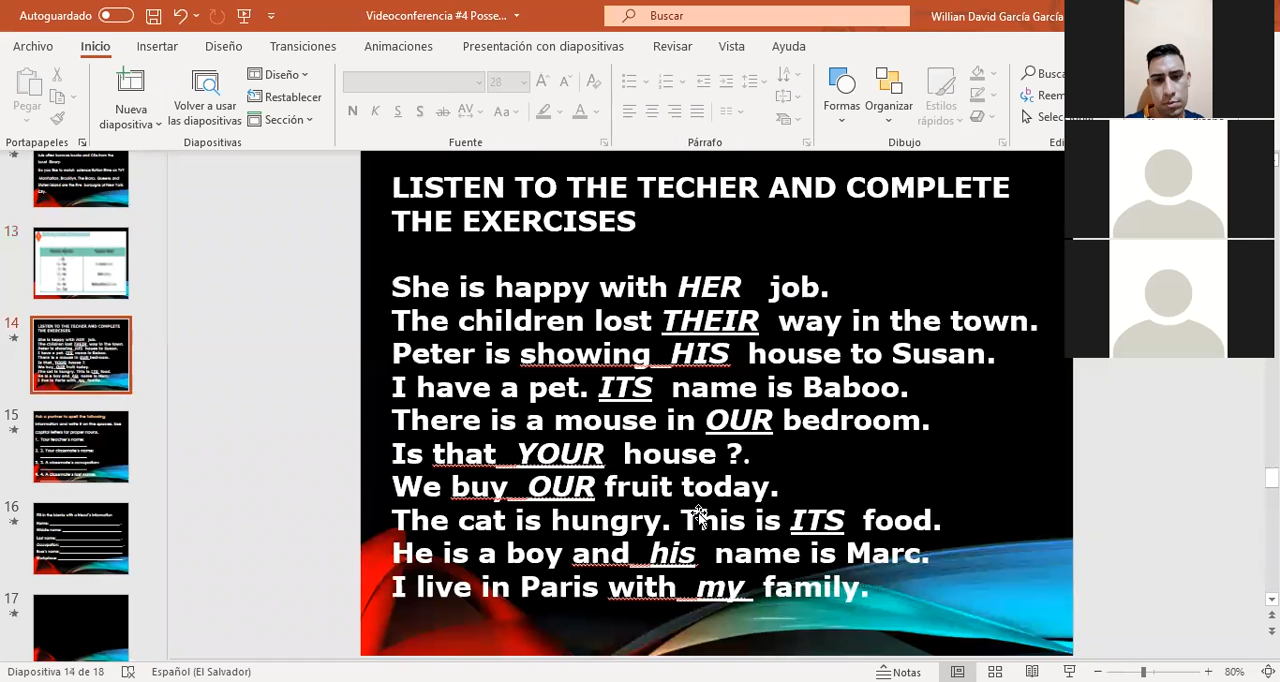 Autoguardado
Videoconferencia #4 Posse...
Buscar
Willian David García García
Archivo
Inicio
Insertar
Diseño
Transiciones
Animaciones
Presentación con diapositivas
Revisar
Vista
Ayuda
Pegar
Nueva
diapositiva
Volver a usar
las diapositivas
Diseño
Restablecer
Sección
28
Formas
Organizar
Estilos
rápidos
Portapapeles
Diapositivas
Fuente
Párrafo
Dibujo
13
14
15
16
17
LISTEN TO THE TECHER AND COMPLETE
THE EXERCISES
She is happy with HER job.
The children lost THEIR way in the town.
Peter is showing HIS house to Susan.
I have a pet. ITS name is Baboo.
There is a mouse in OUR bedroom.
Is that YOUR house ?.
We buy OUR fruit today.
The cat is hungry. This is ITS food.
He is a boy and his name is Marc.
I live in Paris with my family.
Diapositiva 14 de 18
Español (El Salvador)
Notas
80%